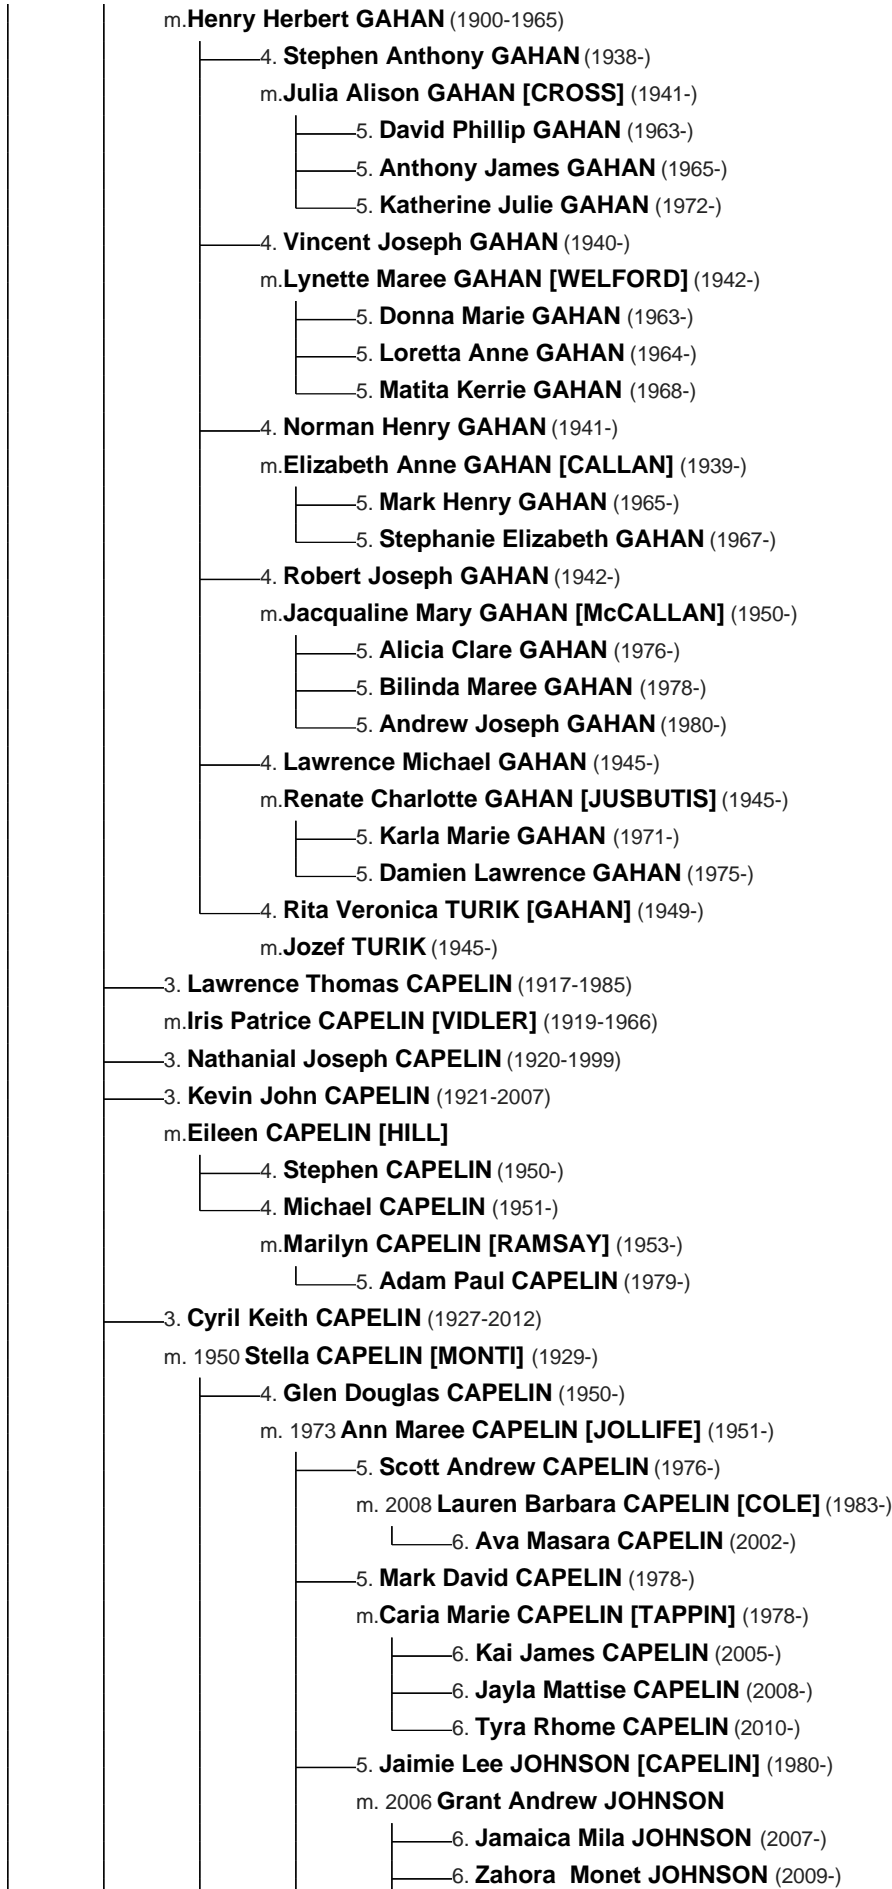 m.Henry Herbert GAHAN (1900-1965)
4. Stephen Anthony GAHAN (1938-)
m.Julia Alison GAHAN [CROSS] (1941-)
5. David Phillip GAHAN (1963-)
5. Anthony James GAHAN (1965-)
5. Katherine Julie GAHAN (1972-)
4. Vincent Joseph GAHAN (1940-)
m.Lynette Maree GAHAN [WELFORD] (1942-)
5. Donna Marie GAHAN (1963-)
5. Loretta Anne GAHAN (1964-)
5. Matita Kerrie GAHAN (1968-)
4. Norman Henry GAHAN (1941-)
m.Elizabeth Anne GAHAN [CALLAN] (1939-)
5. Mark Henry GAHAN (1965-)
5. Stephanie Elizabeth GAHAN (1967-)
4. Robert Joseph GAHAN (1942-)
m.Jacqualine Mary GAHAN [McCALLAN] (1950-)
5. Alicia Clare GAHAN (1976-)
5. Bilinda Maree GAHAN (1978-)
5. Andrew Joseph GAHAN (1980-)
4. Lawrence Michael GAHAN (1945-)
m.Renate Charlotte GAHAN [JUSBUTIS] (1945-)
5. Karla Marie GAHAN (1971-)
5. Damien Lawrence GAHAN (1975-)
4. Rita Veronica TURIK [GAHAN] (1949-)
m.Jozef TURIK (1945-)
3. Lawrence Thomas CAPELIN (1917-1985)
m.Iris Patrice CAPELIN [VIDLER] (1919-1966)
3. Nathanial Joseph CAPELIN (1920-1999)
3. Kevin John CAPELIN (1921-2007)
m.Eileen CAPELIN [HILL]
4. Stephen CAPELIN (1950-)
4. Michael CAPELIN (1951-)
m.Marilyn CAPELIN [RAMSAY] (1953-)
5. Adam Paul CAPELIN (1979-)
3. Cyril Keith CAPELIN (1927-2012)
m. 1950 Stella CAPELIN [MONTI] (1929-)
4. Glen Douglas CAPELIN (1950-)
m. 1973 Ann Maree CAPELIN [JOLLIFE] (1951-)
5. Scott Andrew CAPELIN (1976-)
m. 2008 Lauren Barbara CAPELIN [COLE] (1983-)
6. Ava Masara CAPELIN (2002-)
5. Mark David CAPELIN (1978-)
m.Caria Marie CAPELIN [TAPPIN] (1978-)
6. Kai James CAPELIN (2005-)
6. Jayla Mattise CAPELIN (2008-)
6. Tyra Rhome CAPELIN (2010-)
5. Jaimie Lee JOHNSON [CAPELIN] (1980-)
m. 2006 Grant Andrew JOHNSON
6. Jamaica Mila JOHNSON (2007-)
6. Zahora Monet JOHNSON (2009-)